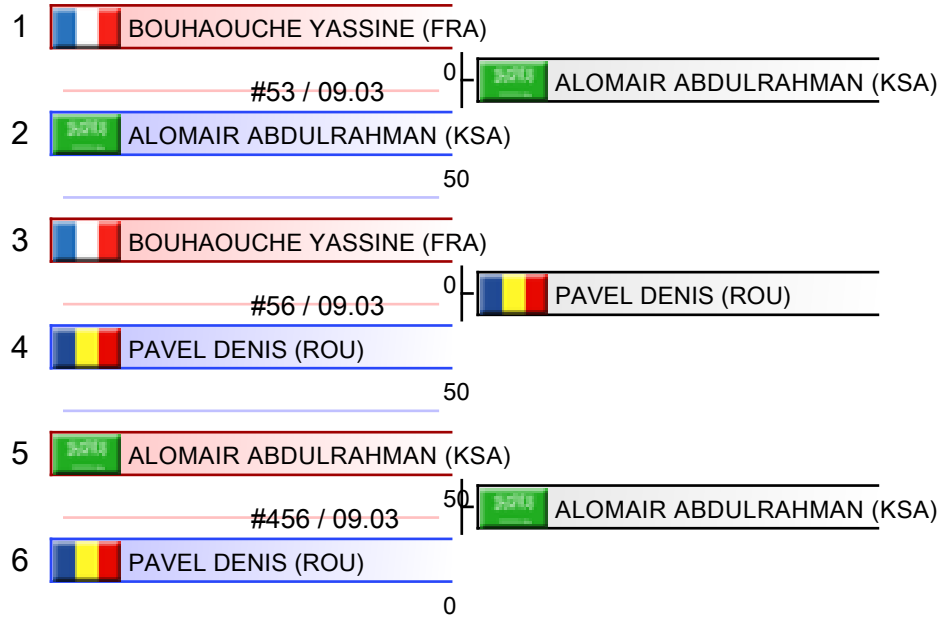 1 BOUHAOUCHE YASSINE (FRA)
0 ALOMAIR ABDULRAHMAN (KSA)
#53 / 09.03
2 ALOMAIR ABDULRAHMAN (KSA)
50
3 BOUHAOUCHE YASSINE (FRA)
0 PAVEL DENIS (ROU)
#56 / 09.03
4 PAVEL DENIS (ROU)
50
5 ALOMAIR ABDULRAHMAN (KSA)
50 ALOMAIR ABDULRAHMAN (KSA)
#456 / 09.03
6 PAVEL DENIS (ROU)
0